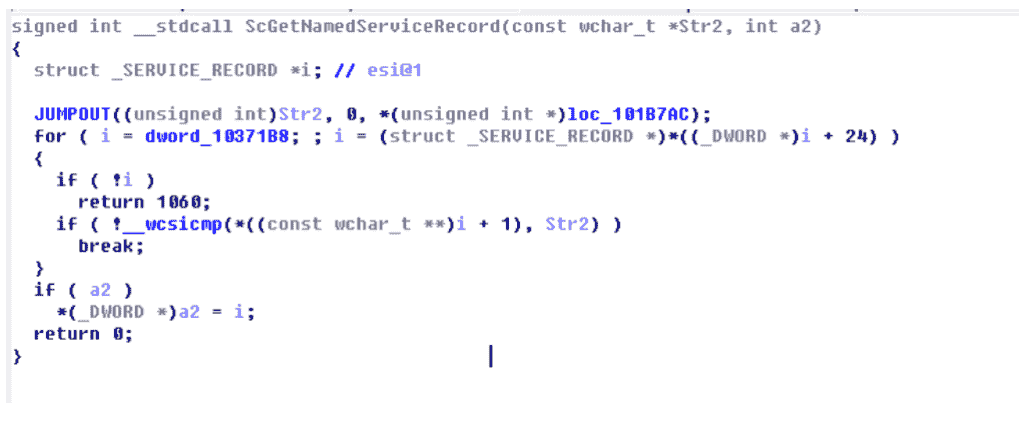 signed int __stdcall ScGetNamedServiceRecord(const wchar_t *Str2, int a2)
{
struct _SERVICE_RECORD *i; // esi@1
JUMPOUT((unsigned int)Str2, 0, *(unsigned int *)loc_101B7AC);
for ( i = dword_10371B8; ; i = (struct _SERVICE_RECORD *)*((_DWORD *)i + 24) )
{
if ( !i )
return 1060;
if ( !__wcsicmp(*((const wchar_t **)i + 1), Str2) )
break;
}
if ( a2 )
*(_DWORD *)a2 = i;
return 0;
}